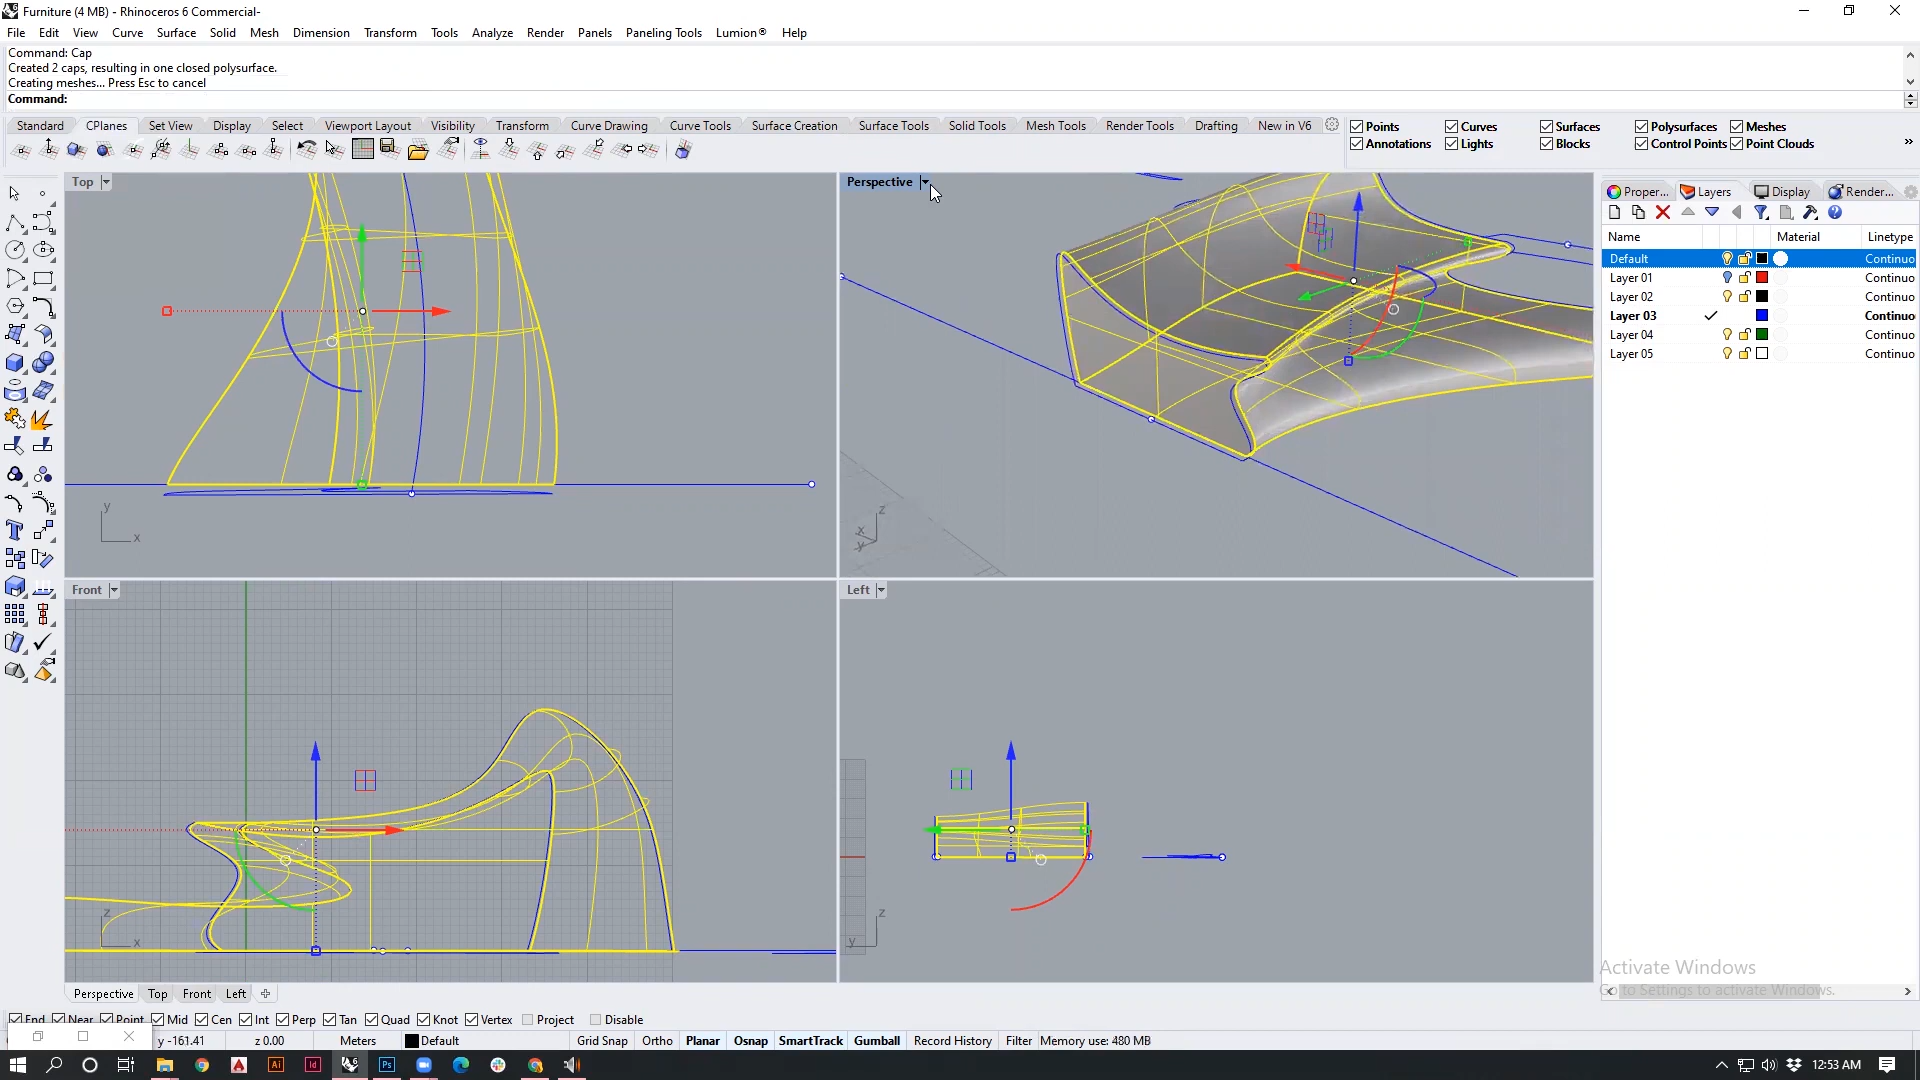 Furniture (4 MB) - Rhinoceros 6 Commercial-
File Edit View Curve Surface Solid Mesh Dimension Transform Tools Analyze Render Panels Paneling Tools Lumion® Help
Command: Cap
Created 2 caps, resulting in one closed polysurface.
Creating meshes... Press Esc to cancel
Command:
Standard CPlanes Set View Display Select Viewport Layout Visibility Transform Curve Drawing Curve Tools Surface Creation Surface Tools Solid Tools Mesh Tools Render Tools Drafting New in V6
Points Curves Surfaces Polysurfaces Meshes
Annotations Lights Blocks Control Points Point Clouds »
Top
Perspective
Proper... Layers Display Render...
Name Material Linetype
Default Continuo
Layer 01 Continuo
Layer 02 Continuo
Layer 03 Continuo
Layer 04 Continuo
Layer 05 Continuo
y
x
z
x
y
Front
Left
z
x
z
y
Activate Windows
Go to Settings to activate Windows.
Perspective Top Front Left
End Near Point Mid Cen Int Perp Tan Quad Knot Vertex Project Disable
y -161.41 z 0.00 Meters Default Grid Snap Ortho Planar Osnap SmartTrack Gumball Record History Filter Memory use: 480 MB
Ai Id Ps 12:53 AM